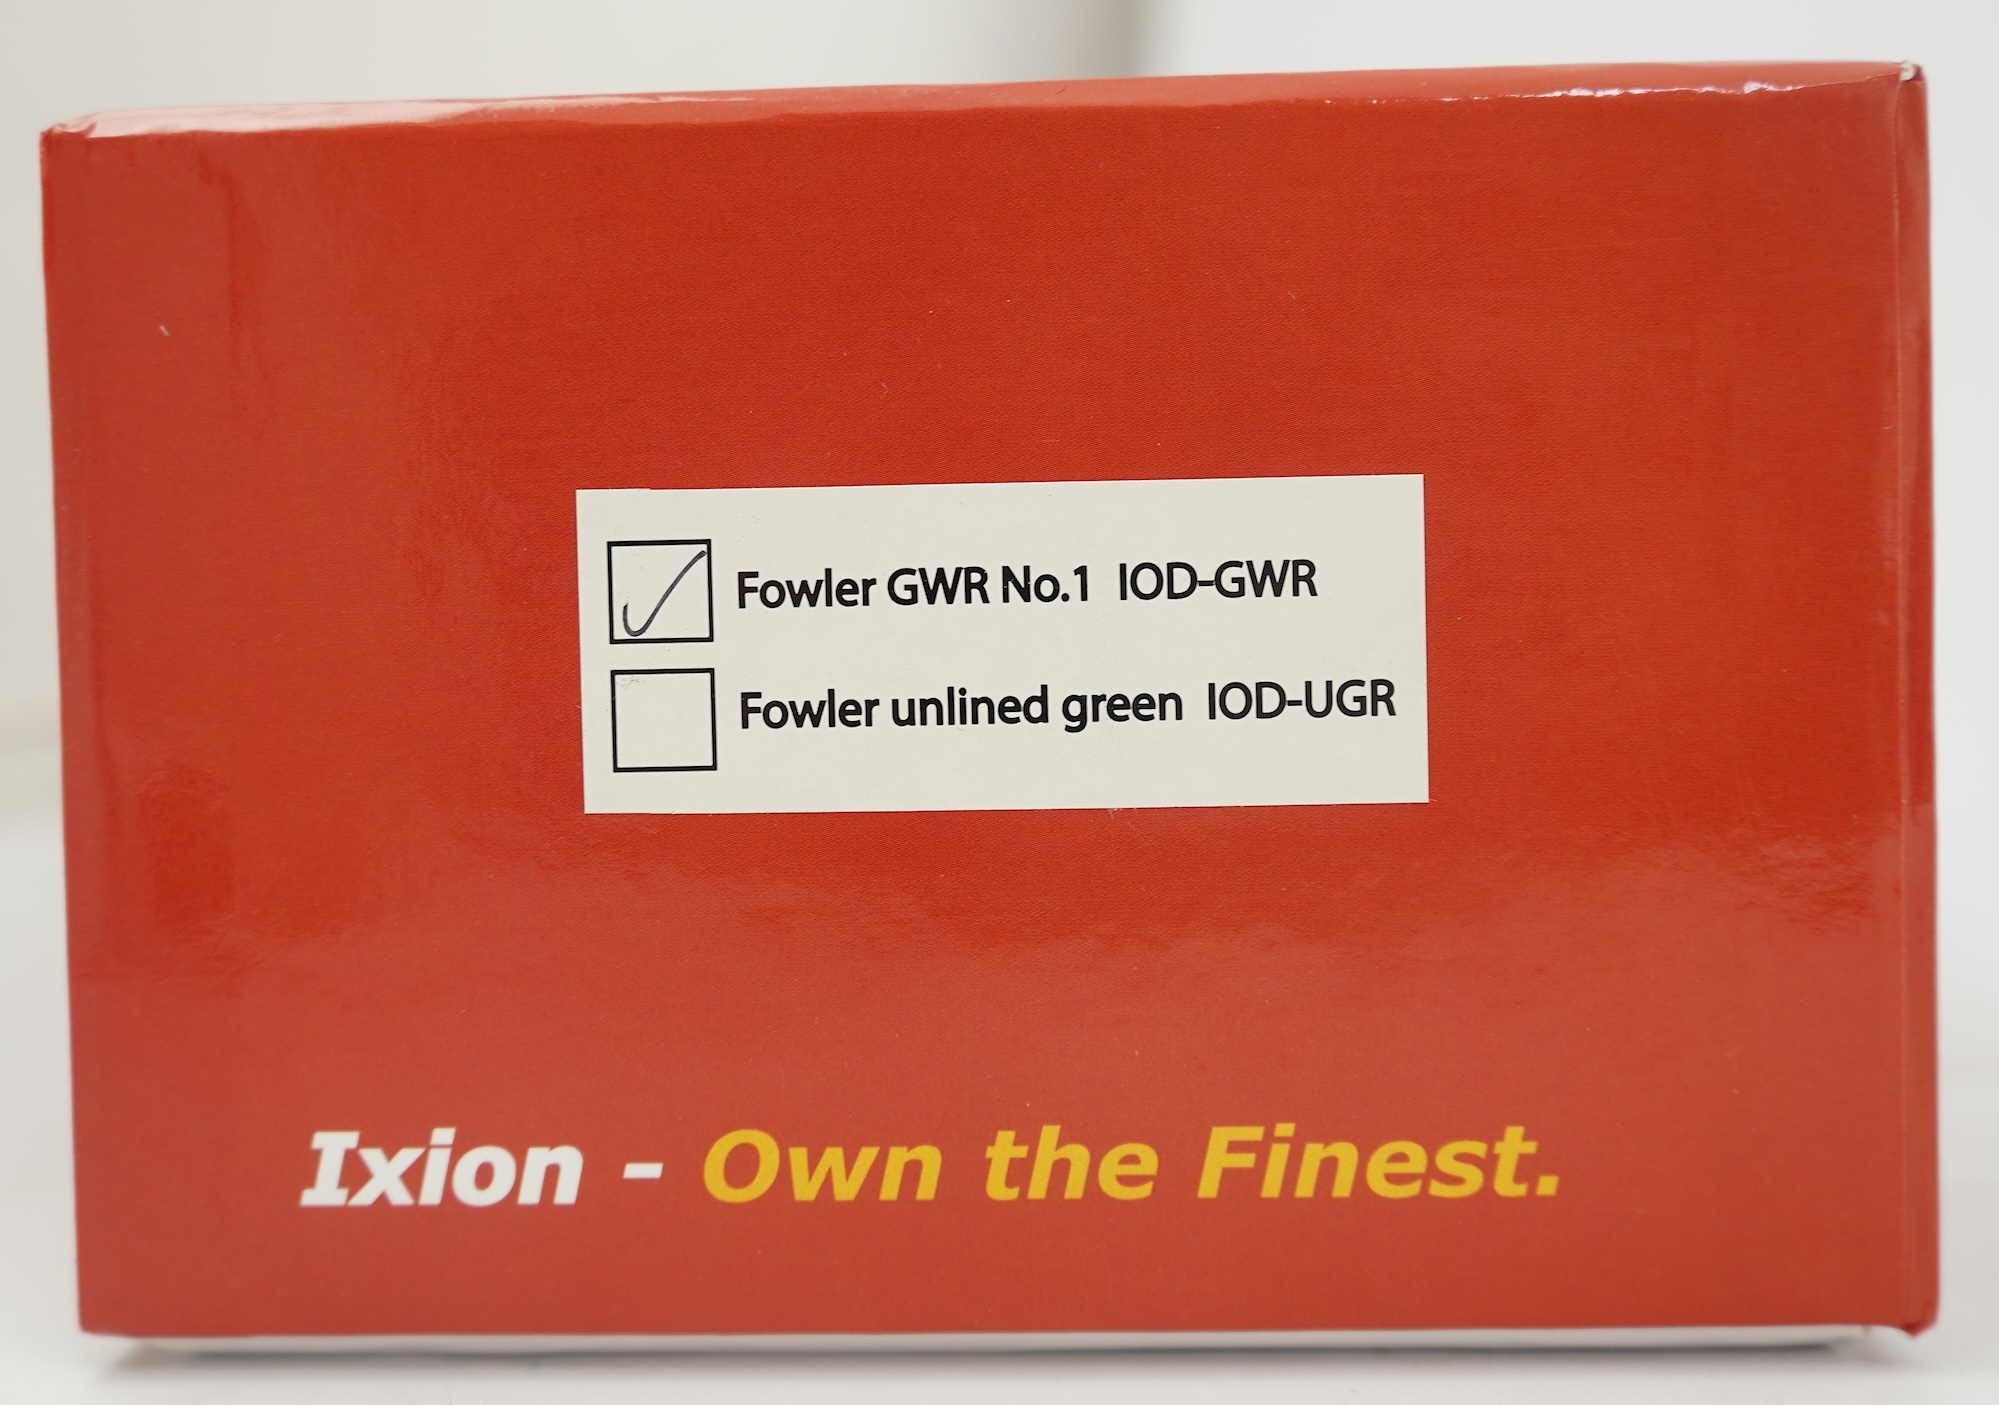 Fowler GWR No.1 IOD-GWR
Fowler unlined green IOD-UGR
Ixion - Own the Finest.